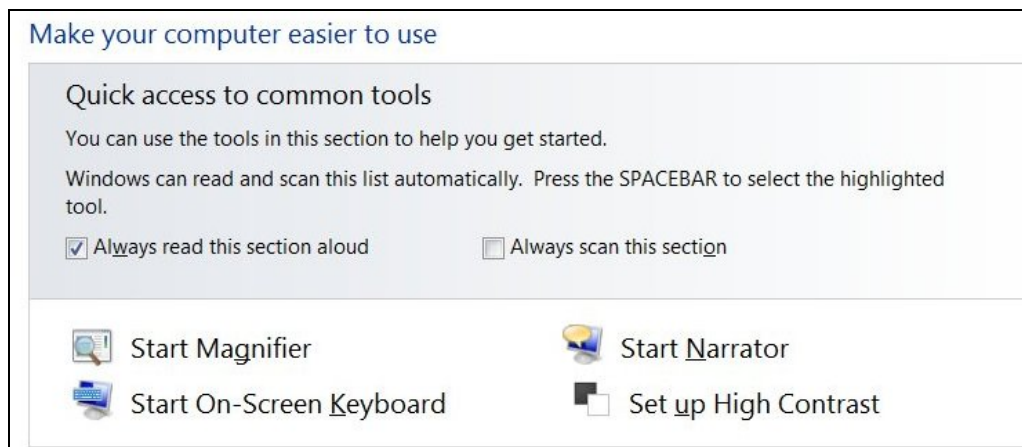 Make your computer easier to use
Quick access to common tools
You can use the tools in this section to help you get started.
Windows can read and scan this list automatically.  Press the SPACEBAR to select the highlighted
tool.
Always read this section aloud
Always scan this section
Start Magnifier
Start Narrator
Start On-Screen Keyboard
Set up High Contrast